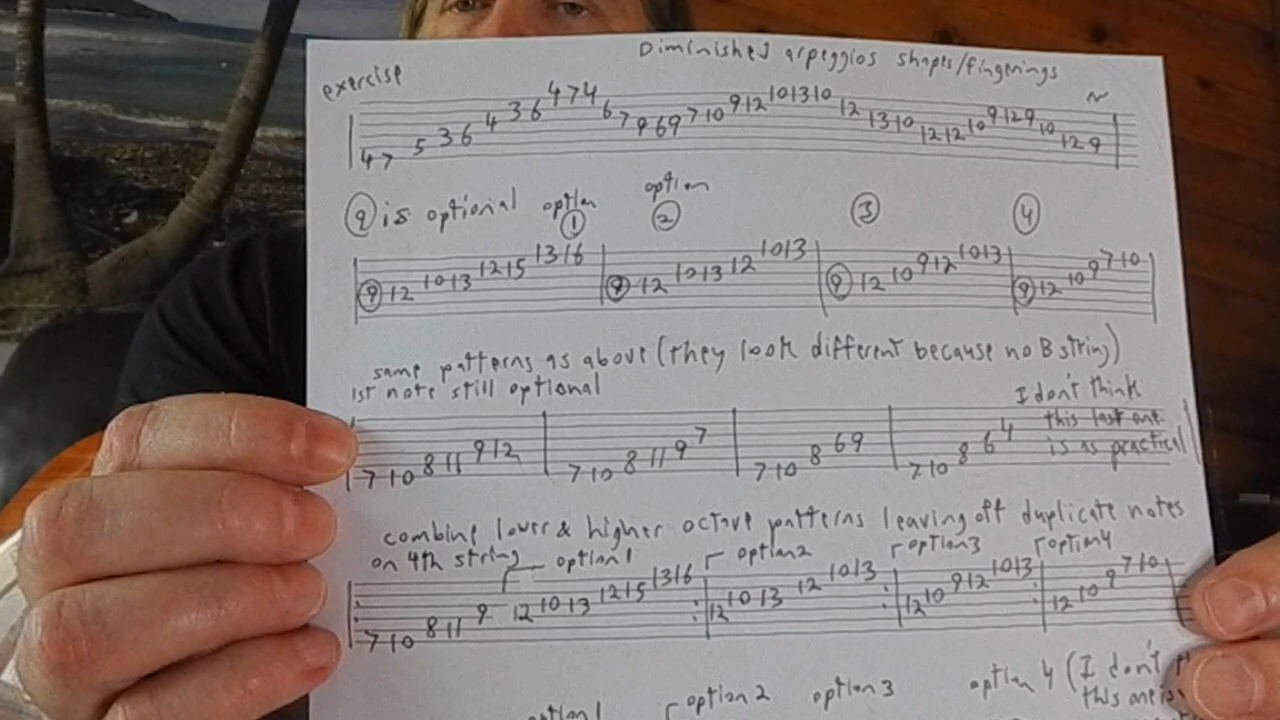 Diminished arpeggios shapes/fingerings
exercise
4 7 5 3 6 4 3 6 4 7 4 6 7 9 6 9 7 10 9 12 10 13 10 12 13 10 12 12 10 9 12 9 10 12 9
9 is optional option 1 option 2 3 4
9 12 10 13 12 15 13 16 9 12 10 13 12 10 13 9 12 10 9 12 10 13 9 12 10 9 7 10
same patterns as above (they look different because no B string)
1st note still optional
I don't think
this last one
is as practical
7 10 8 11 9 12 7 10 8 11 9 7 7 10 8 6 9 7 10 8 6 4
combine lower & higher octave patterns leaving off duplicate notes
on 4th string option 1 option 2 option 3 option 4
7 10 8 11 9 12 10 13 12 15 13 16 12 10 13 12 10 13 12 10 9 12 10 13 12 10 9 7 10
option 1 option 2 option 3 option 4 (I don't
this one is